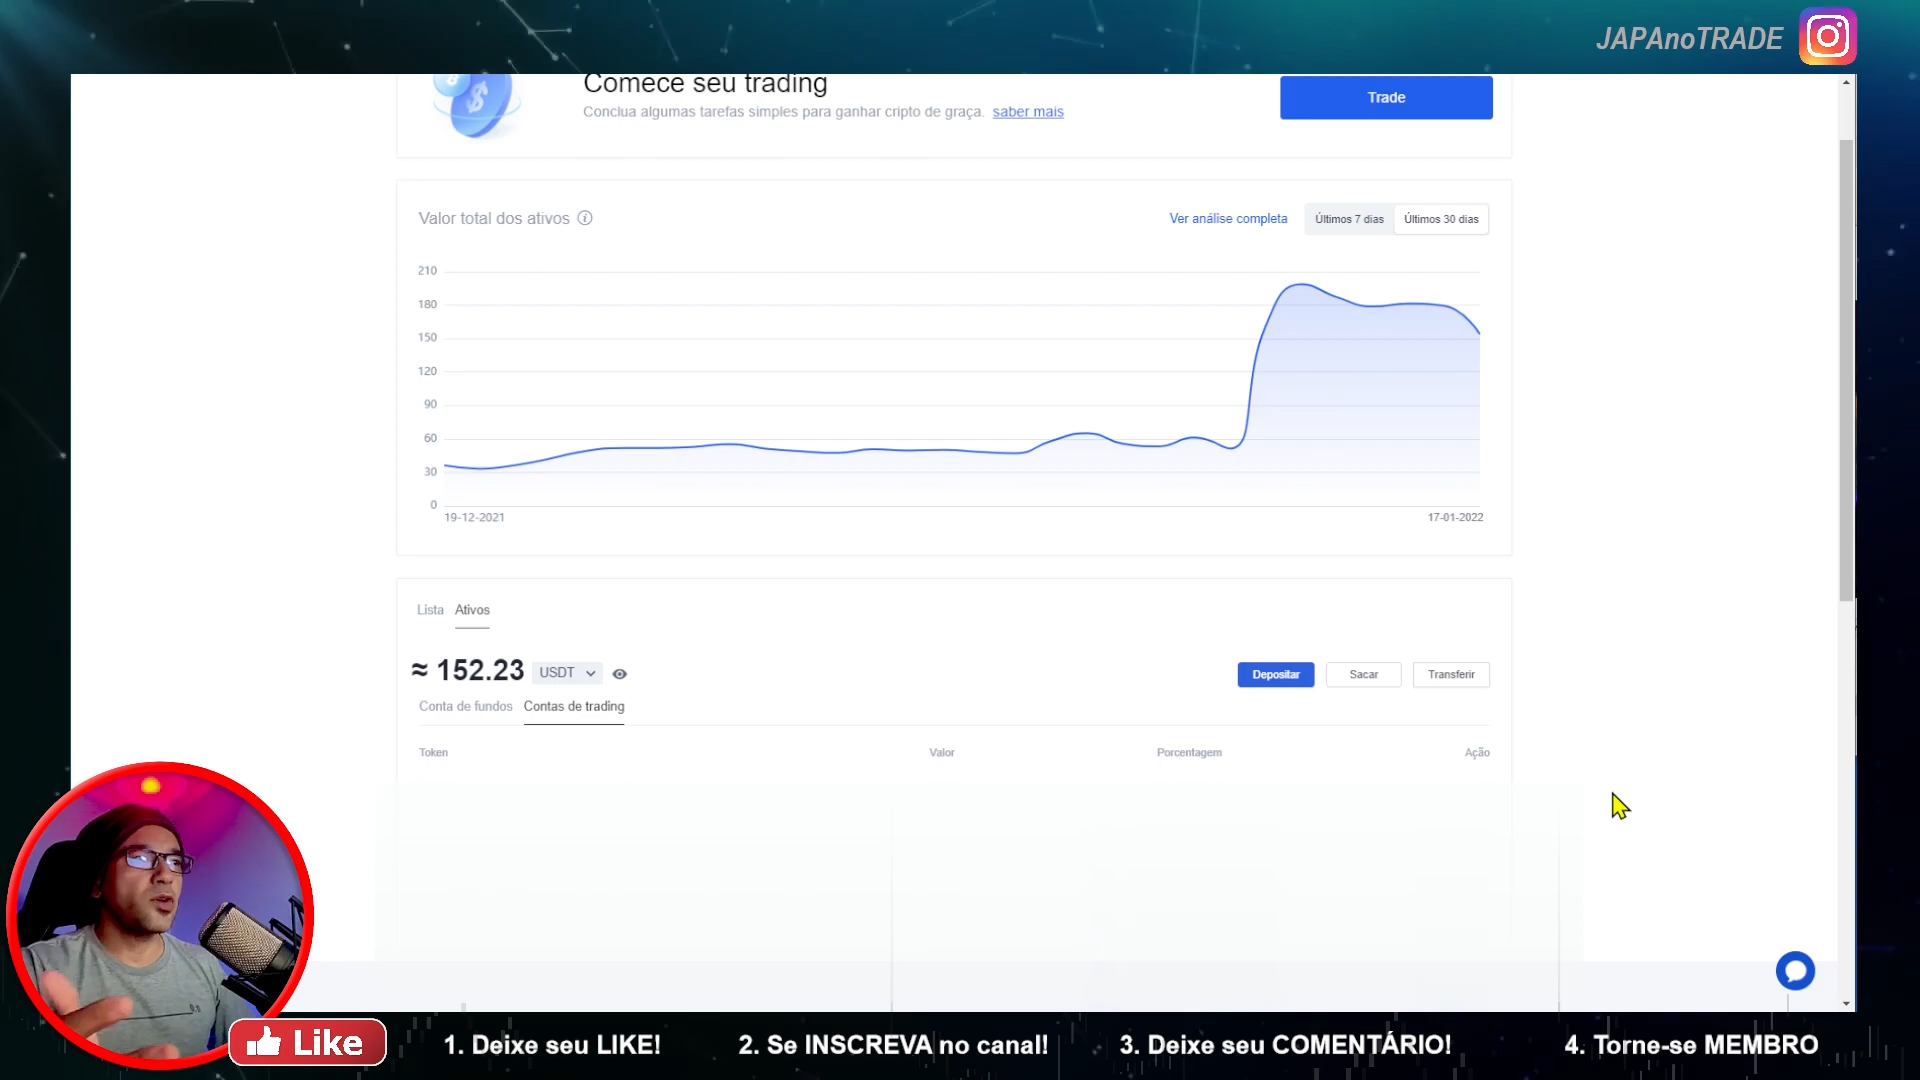 JAPAnoTRADE
Comece seu trading
Conclua algumas tarefas simples para ganhar cripto de graça. saber mais
Trade
Valor total dos ativos
Ver análise completa
Últimos 7 dias
Últimos 30 dias
210
180
150
120
90
60
30
0
19-12-2021
17-01-2022
Lista Ativos
≈ 152.23 USDT
Depositar
Sacar
Transferir
Conta de fundos Contas de trading
Token Valor Porcentagem Ação
Like
1. Deixe seu LIKE!
2. Se INSCREVA no canal!
3. Deixe seu COMENTÁRIO!
4. Torne-se MEMBRO